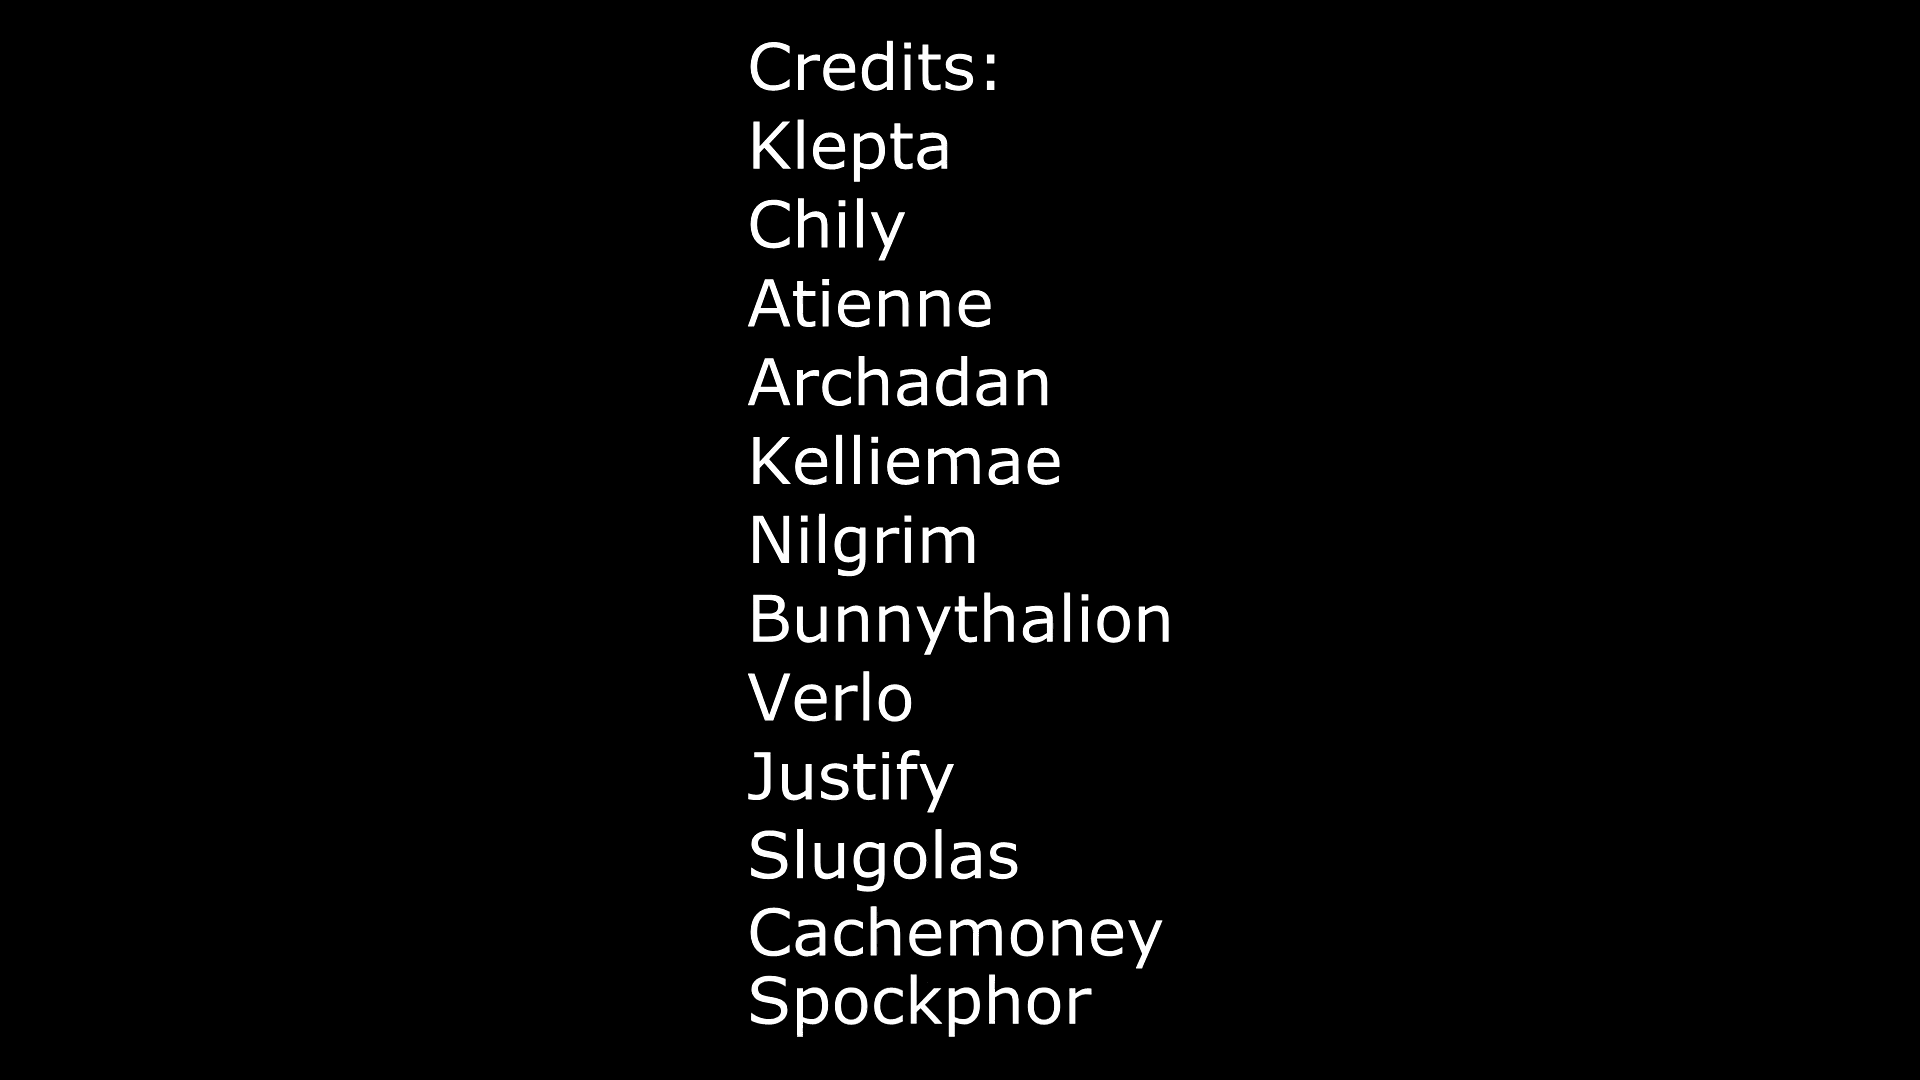 Credits:
Klepta
Chily
Atienne
Archadan
Kelliemae
Nilgrim
Bunnythalion
Verlo
Justify
Slugolas
Cachemoney
Spockphor